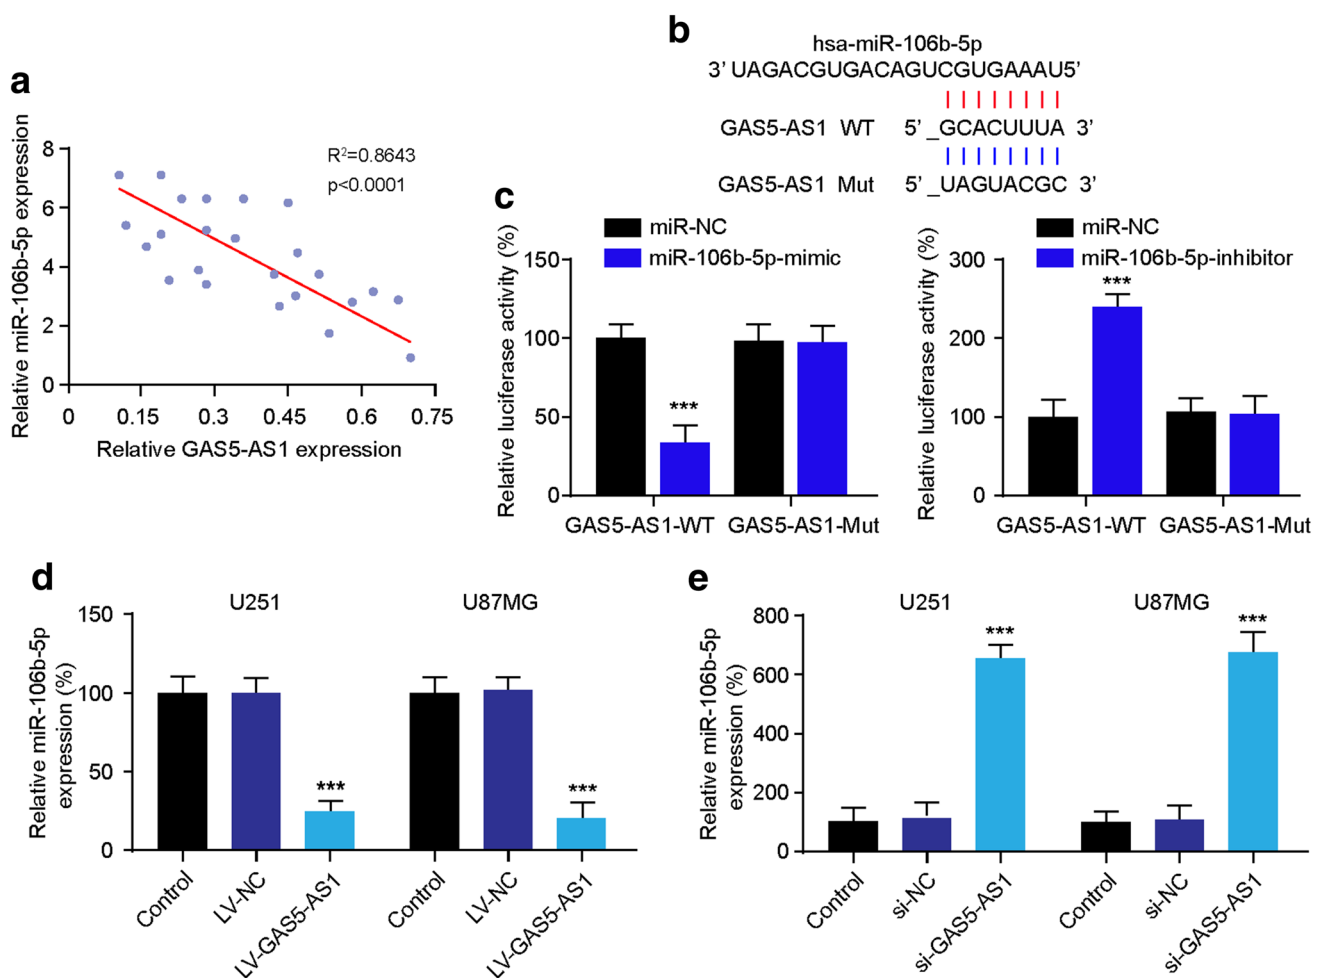 a
Relative miR-106b-5p expression
8
6
4
2
0
R²=0.8643
p<0.0001
0 0.15 0.3 0.45 0.6 0.75
Relative GAS5-AS1 expression
b
hsa-miR-106b-5p
3’ UAGACGUGACAGUCGUGAAAU5’
GAS5-AS1 WT 5’ _GCACUUUA 3’
GAS5-AS1 Mut 5’ _UAGUACGC 3’
c
Relative luciferase activity (%)
miR-NC
miR-106b-5p-mimic
150
100
50
0
***
GAS5-AS1-WT GAS5-AS1-Mut
Relative luciferase activity (%)
miR-NC
miR-106b-5p-inhibitor
300
200
100
0
***
GAS5-AS1-WT GAS5-AS1-Mut
d
U251 U87MG
Relative miR-106b-5p
expression (%)
150
100
50
0
*** ***
Control LV-NC LV-GAS5-AS1 Control LV-NC LV-GAS5-AS1
e
U251 U87MG
Relative miR-106b-5p
expression (%)
800
600
400
200
0
*** ***
Control si-NC si-GAS5-AS1 Control si-NC si-GAS5-AS1